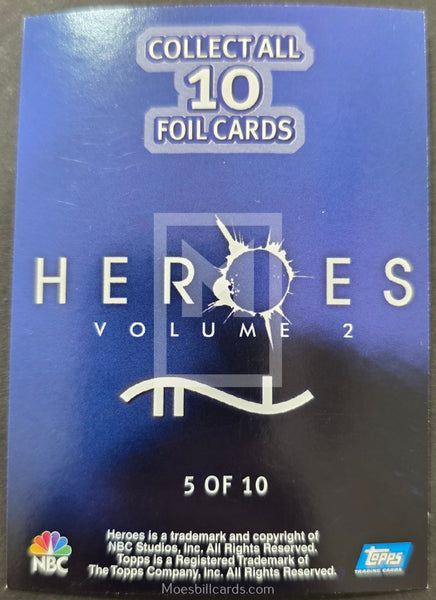 COLLECT ALL
10
FOIL CARDS
HEROES
VOLUME 2
5 OF 10
Heroes is a trademark and copyright of
NBC Studios, Inc. All Rights Reserved.
Topps is a Registered Trademark of
The Topps Company, Inc. All Rights Reserved.
NBC
Topps
TRADING CARDS
MoesbillCards.com